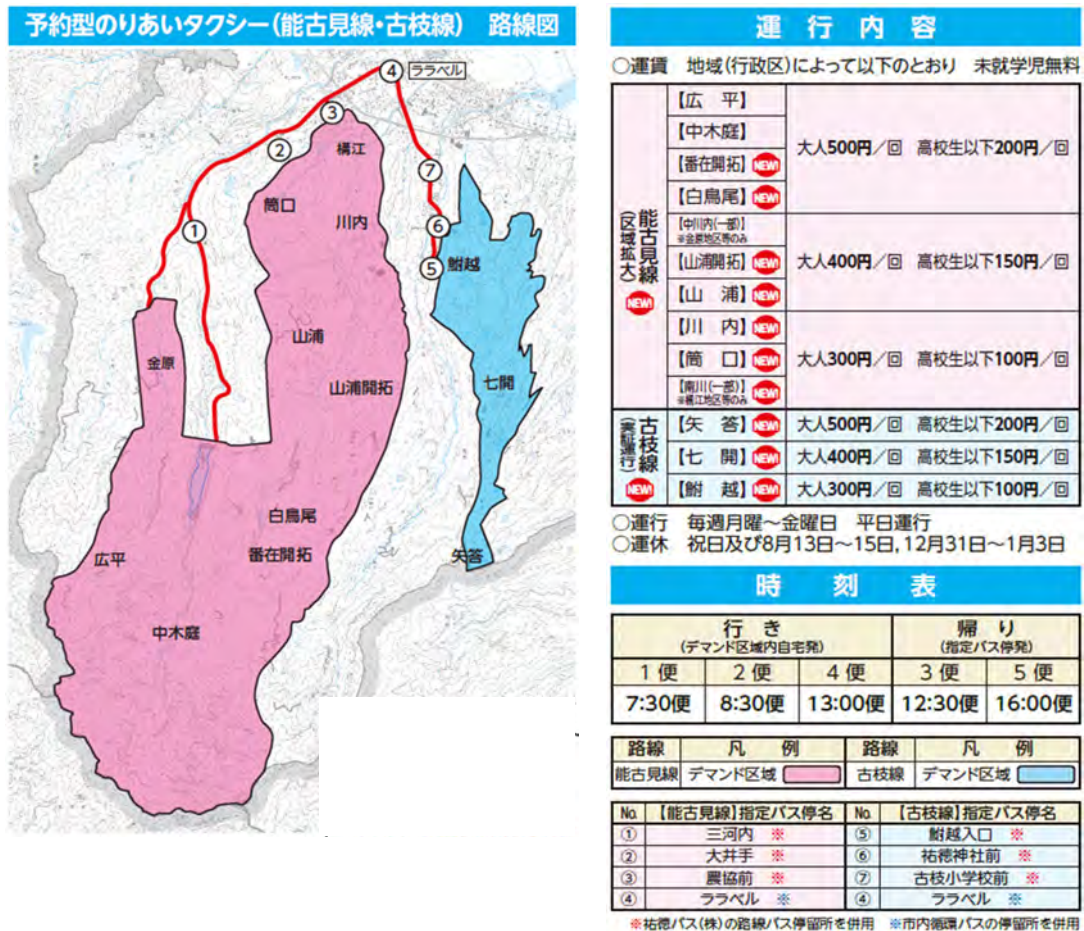 予約型のりあいタクシー(能古見線・古枝線) 路線図
④ ララベル
③
②
構江
⑦
筒口
川内
①
⑥
⑤ 鮒越
山浦
金原
山浦開拓
七開
白鳥尾
番在開拓
広平
矢答
中木庭
運行内容
○運賃 地域(行政区)によって以下のとおり 未就学児無料
能古見線
(区域拡大)
NEW!
【広 平】
【中木庭】
【番在開拓】NEW!
【白鳥尾】NEW!
大人500円/回 高校生以下200円/回
【中川内(一部)】
※金原地区等のみ
【山浦開拓】NEW!
【山 浦】NEW!
大人400円/回 高校生以下150円/回
【川 内】NEW!
【筒 口】NEW!
【南川(一部)】NEW!
※構江地区等のみ
大人300円/回 高校生以下100円/回
古枝線
(実証運行)
NEW!
【矢 答】NEW! 大人500円/回 高校生以下200円/回
【七 開】NEW! 大人400円/回 高校生以下150円/回
【鮒 越】NEW! 大人300円/回 高校生以下100円/回
○運行 毎週月曜~金曜日 平日運行
○運休 祝日及び8月13日~15日,12月31日~1月3日
時刻表
行き 帰り
(デマンド区域内自宅発) (指定バス停発)
1便 2便 4便 3便 5便
7:30便 8:30便 13:00便 12:30便 16:00便
路線 凡例 路線 凡例
能古見線 デマンド区域 古枝線 デマンド区域
No. 【能古見線】指定バス停名 No. 【古枝線】指定バス停名
① 三河内 ※ ⑤ 鮒越入口 ※
② 大井手 ※ ⑥ 祐徳神社前 ※
③ 農協前 ※ ⑦ 古枝小学校前 ※
④ ララベル ※ ④ ララベル ※
※祐徳バス(株)の路線バス停留所を併用 ※市内循環バスの停留所を併用